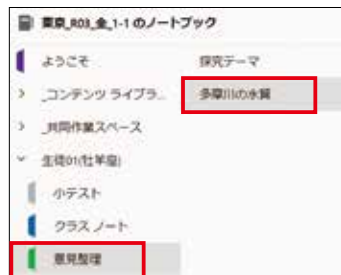 東京_R03_全_1-1 のノートブック
ようこそ
探究テーマ
_コンテンツ ライブラ...
多摩川の水質
_共同作業スペース
生徒01(牡羊座)
小テスト
クラス ノート
意見整理